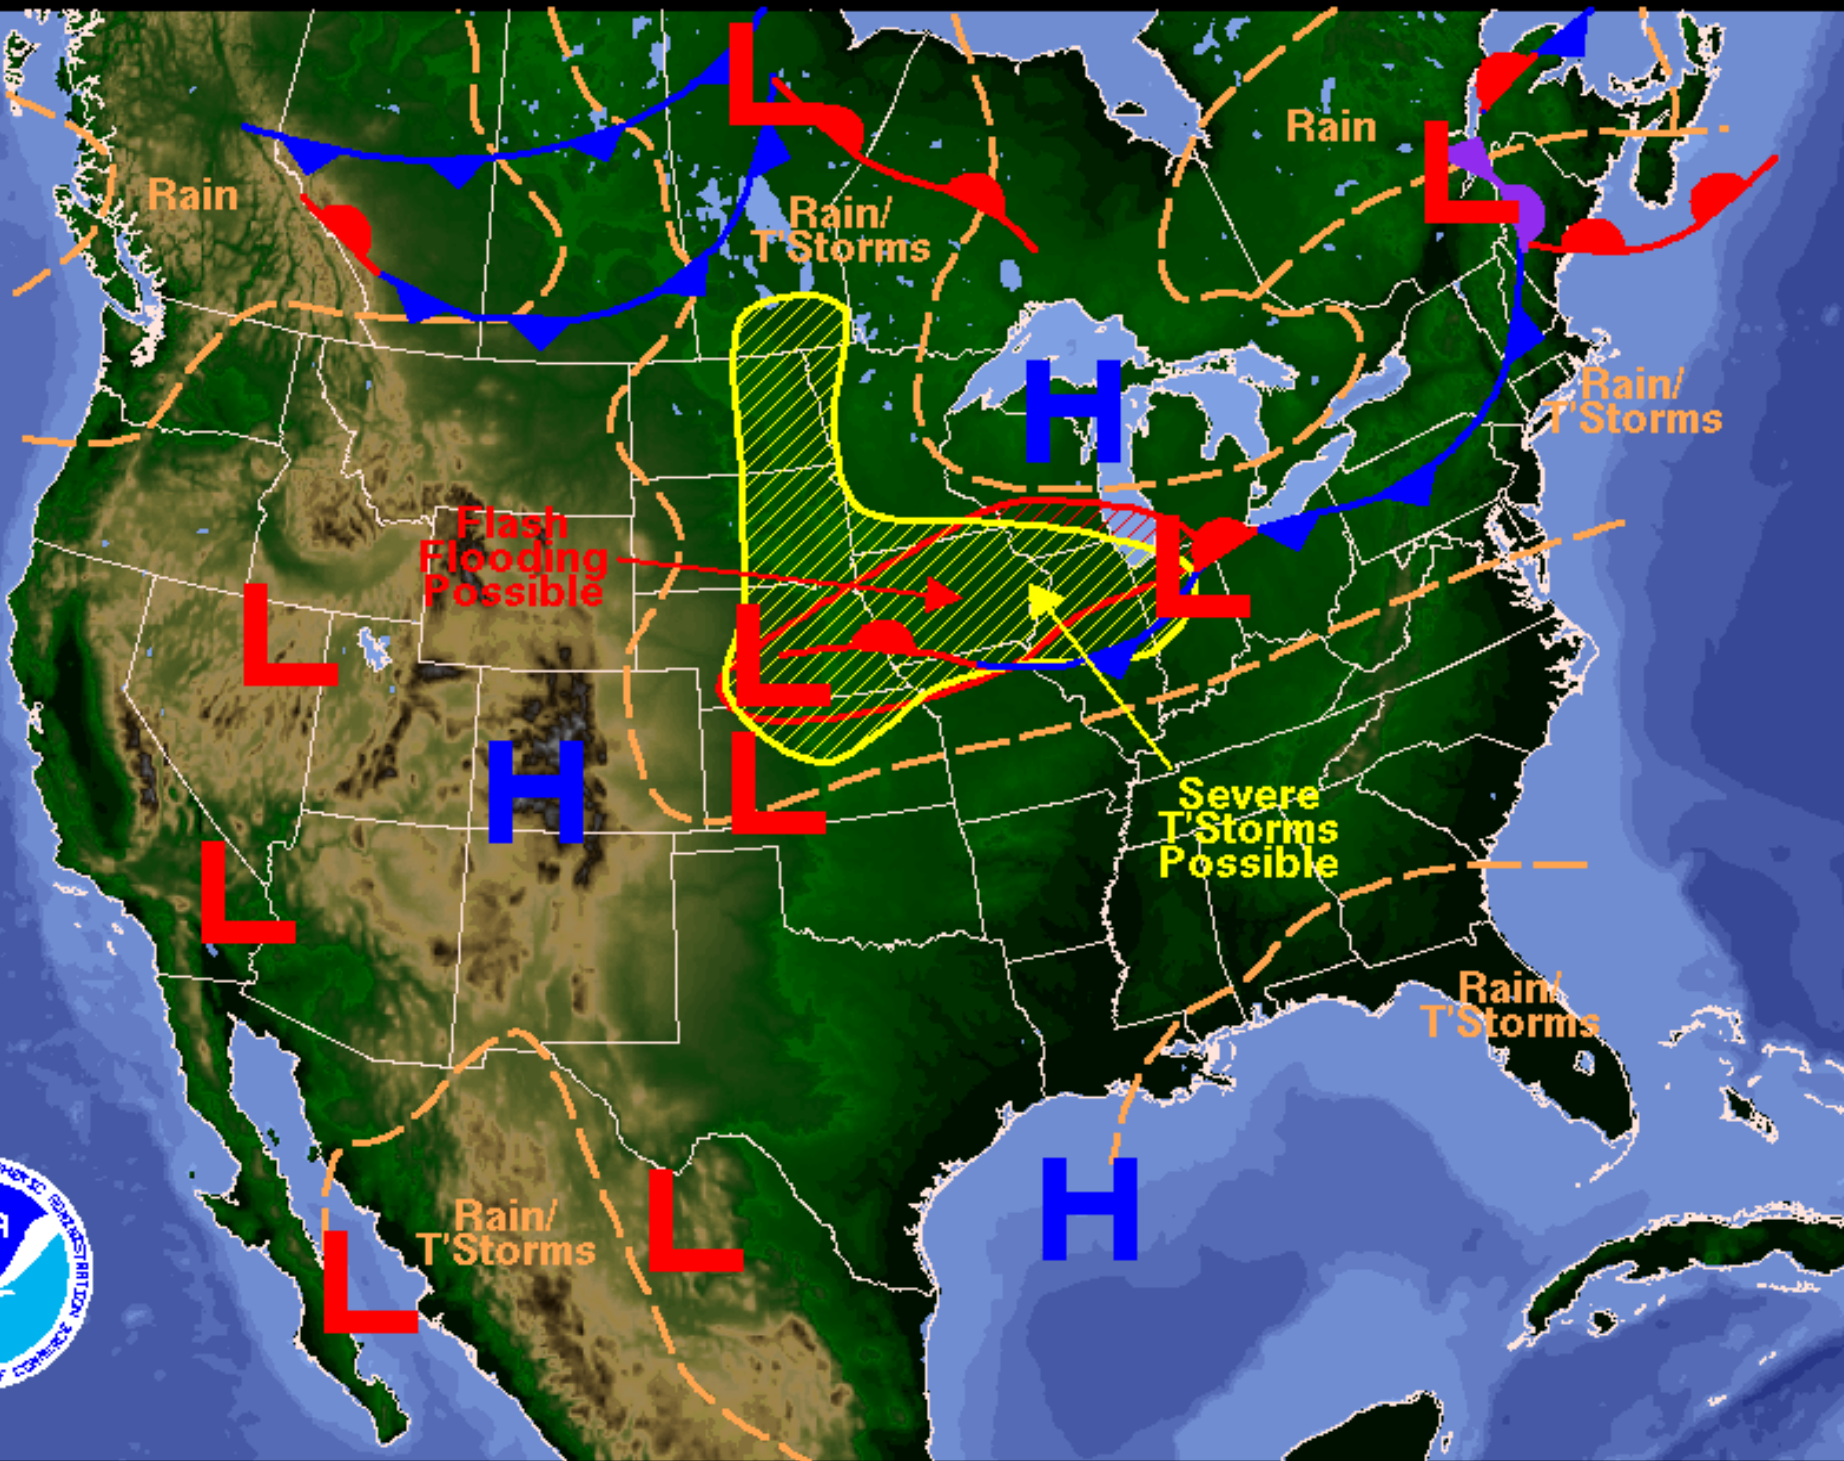 L
Rain
L
Rain
Rain/
T'Storms
H
Rain/
T'Storms
Flash
Flooding
Possible
L
L
L
H
L
Severe
T'Storms
Possible
L
Rain/
T'Storms
Rain/
T'Storms
L
H
L